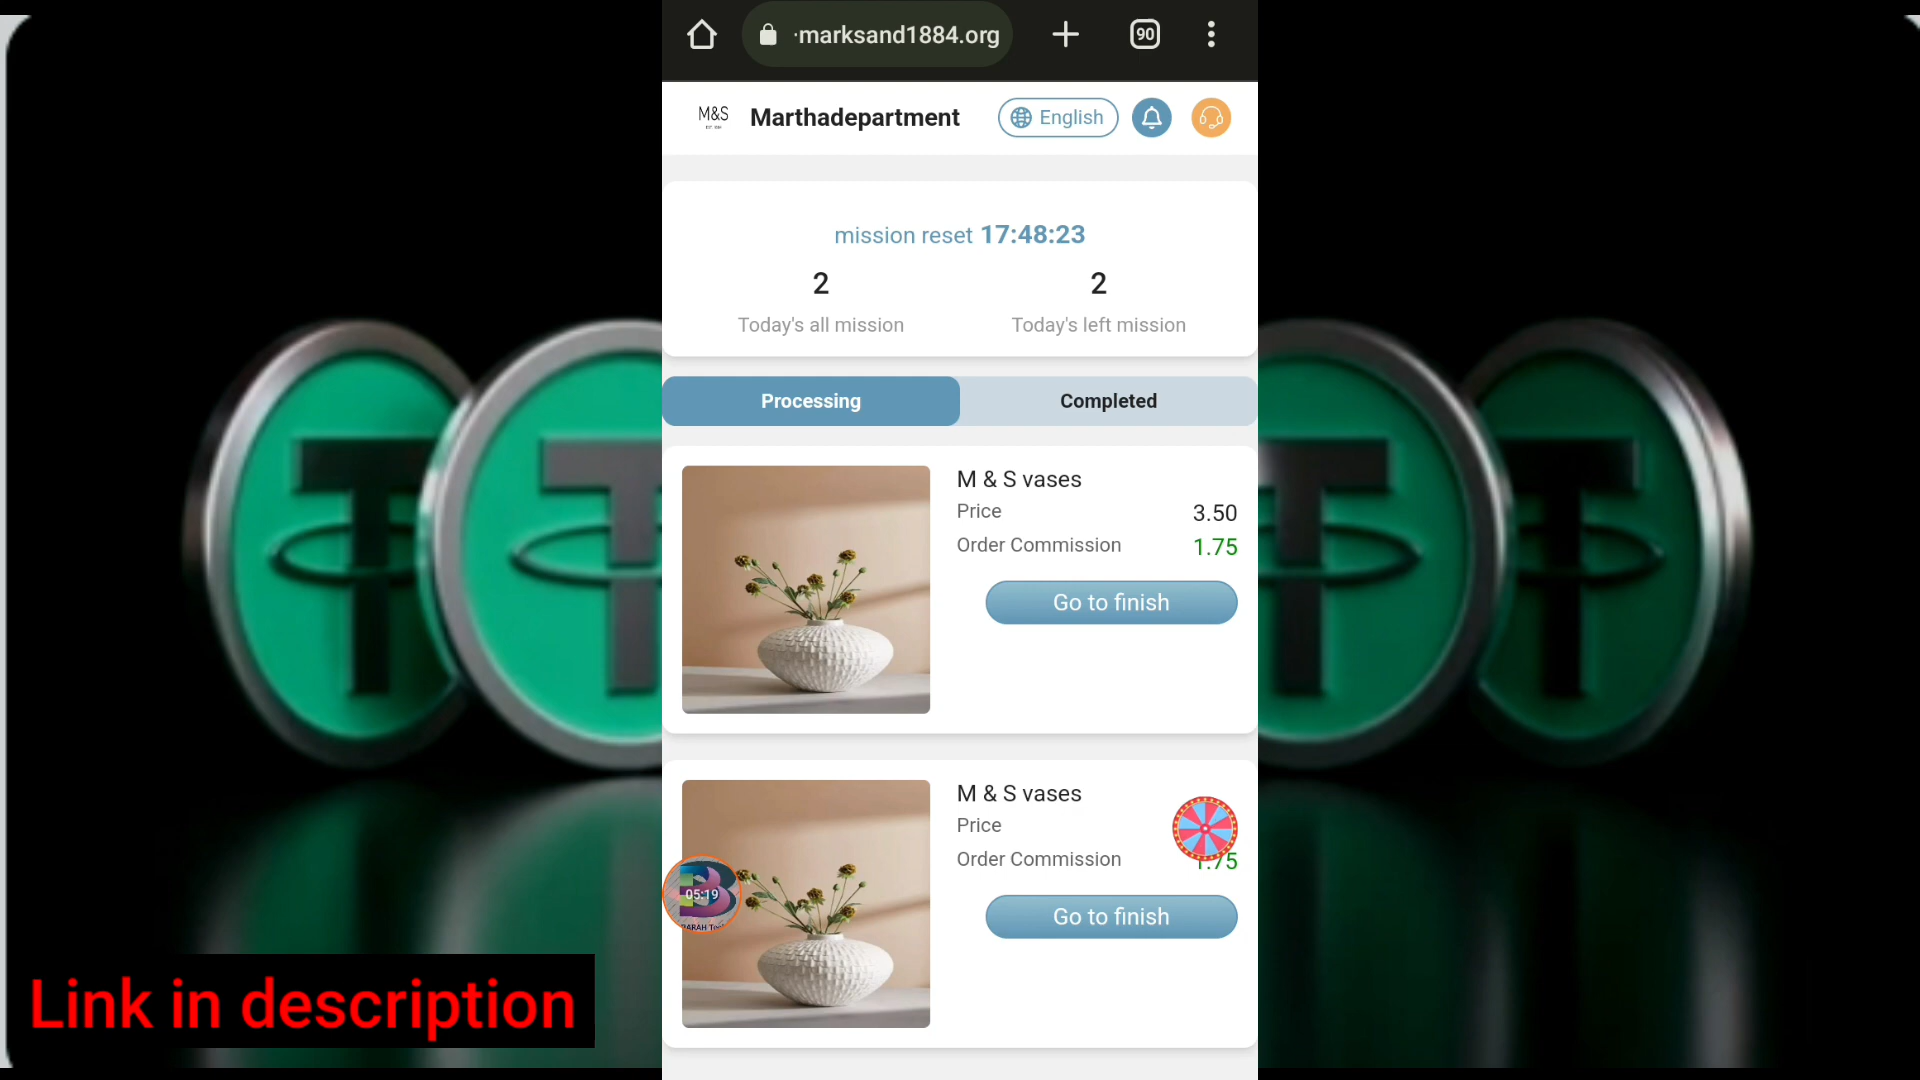 ·marksand1884.org
90
M&S
Marthadepartment
English
mission reset 17:48:23
2
2
Today's all mission
Today's left mission
Processing
Completed
M & S vases
Price
3.50
Order Commission
1.75
Go to finish
M & S vases
Price
Order Commission
1.75
Go to finish
05:19
Link in description